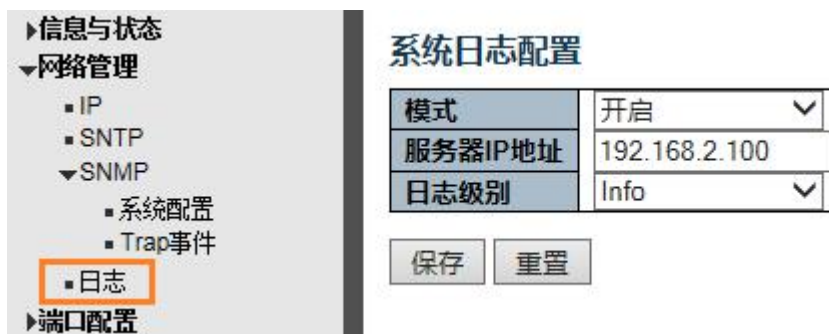 信息与状态
网络管理
IP
SNTP
SNMP
系统配置
Trap事件
日志
端口配置
系统日志配置
模式 开启
服务器IP地址 192.168.2.100
日志级别 Info
保存 重置